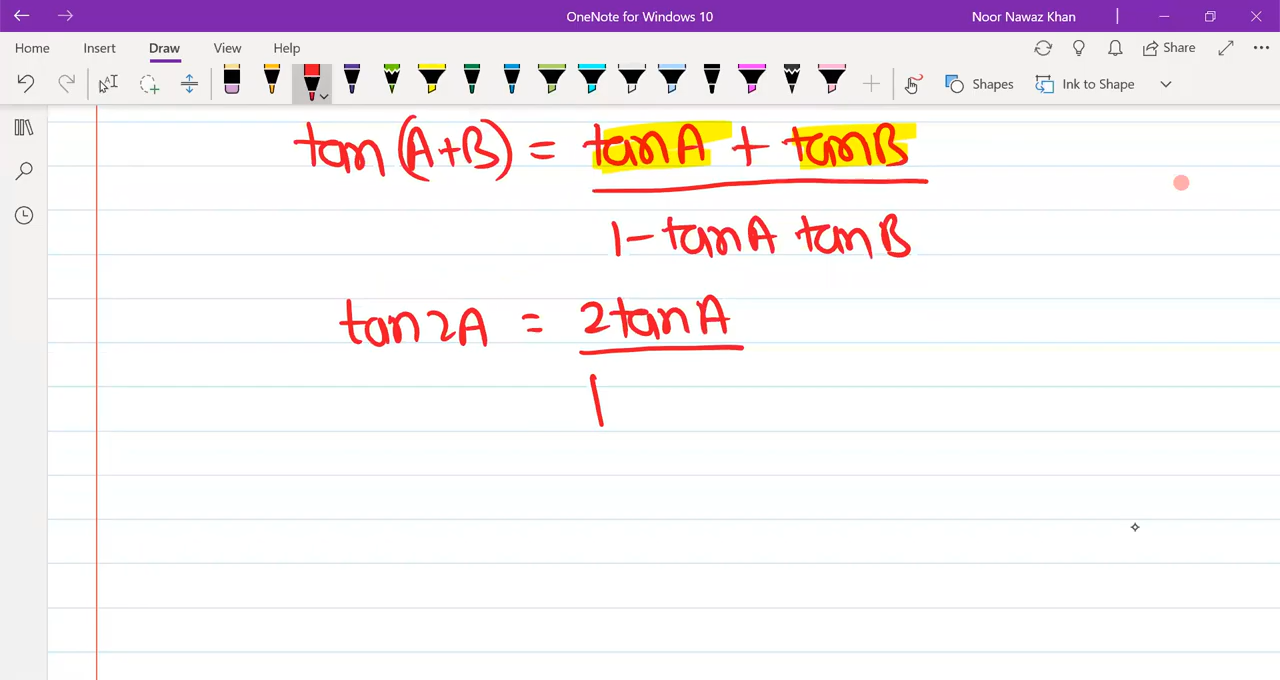 OneNote for Windows 10 Noor Nawaz Khan
Home Insert Draw View Help Share
Shapes Ink to Shape
tan (A+B) = tanA + tanB
1 - tanA tanB
tan2A = 2tanA
1